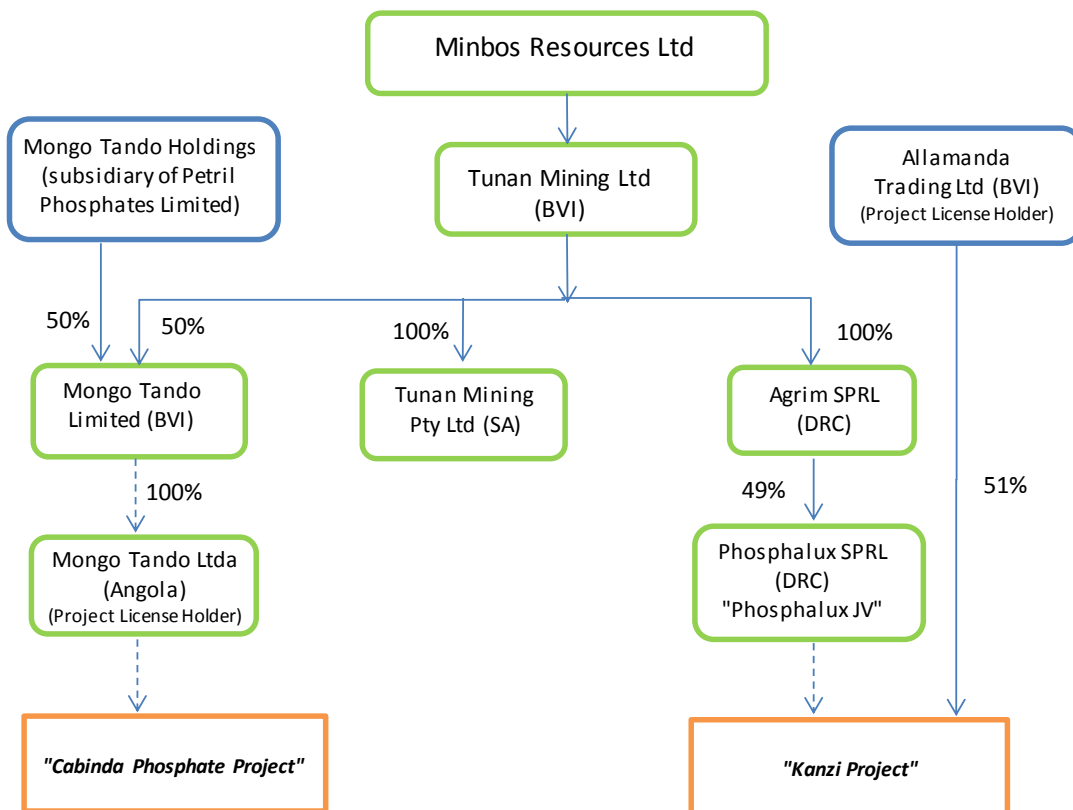 Minbos Resources Ltd
Mongo Tando Holdings
(subsidiary of Petril
Phosphates Limited)
Tunan Mining Ltd
(BVI)
Allamanda
Trading Ltd (BVI)
(Project License Holder)
50%
50%
100%
100%
Mongo Tando
Limited (BVI)
Tunan Mining
Pty Ltd (SA)
Agrim SPRL
(DRC)
100%
49%
51%
Mongo Tando Ltda
(Angola)
(Project License Holder)
Phosphalux SPRL
(DRC)
"Phosphalux JV"
"Cabinda Phosphate Project"
"Kanzi Project"